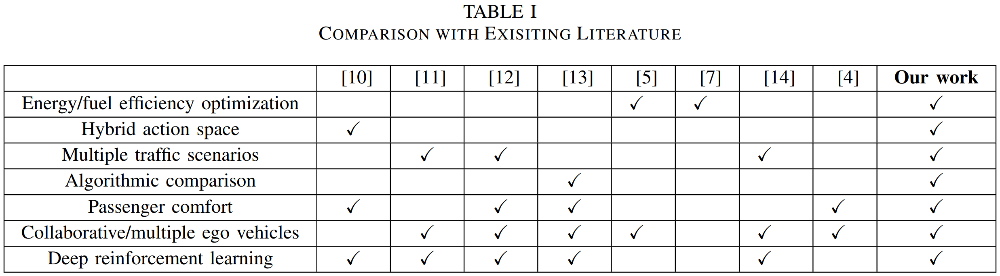 TABLE I
COMPARISON WITH EXISITING LITERATURE
[10] [11] [12] [13] [5] [7] [14] [4] Our work
Energy/fuel efficiency optimization ✓ ✓ ✓
Hybrid action space ✓ ✓
Multiple traffic scenarios ✓ ✓ ✓ ✓
Algorithmic comparison ✓ ✓
Passenger comfort ✓ ✓ ✓ ✓ ✓
Collaborative/multiple ego vehicles ✓ ✓ ✓ ✓ ✓ ✓ ✓
Deep reinforcement learning ✓ ✓ ✓ ✓ ✓ ✓